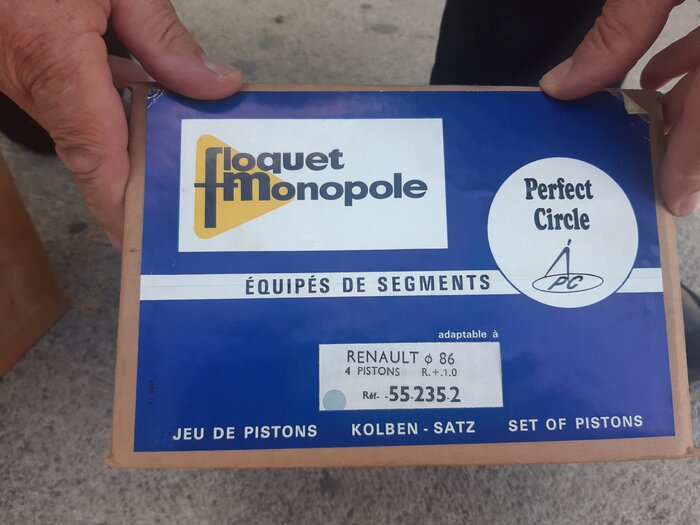 floquet
monopole
Perfect
Circle
PC
ÉQUIPÉS DE SEGMENTS
adaptable à
RENAULT φ 86
4 PISTONS R.+.1.0
Réf. -55-235-2
JEU DE PISTONS KOLBEN - SATZ SET OF PISTONS